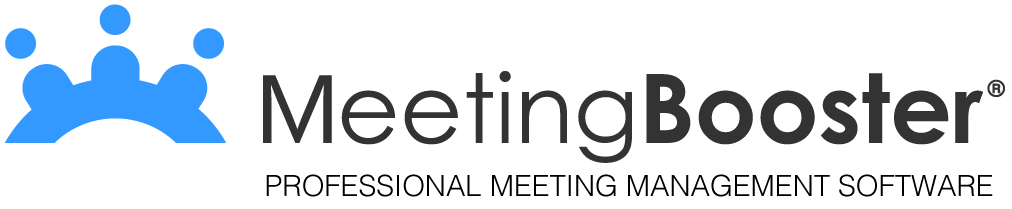 MeetingBooster®
PROFESSIONAL MEETING MANAGEMENT SOFTWARE